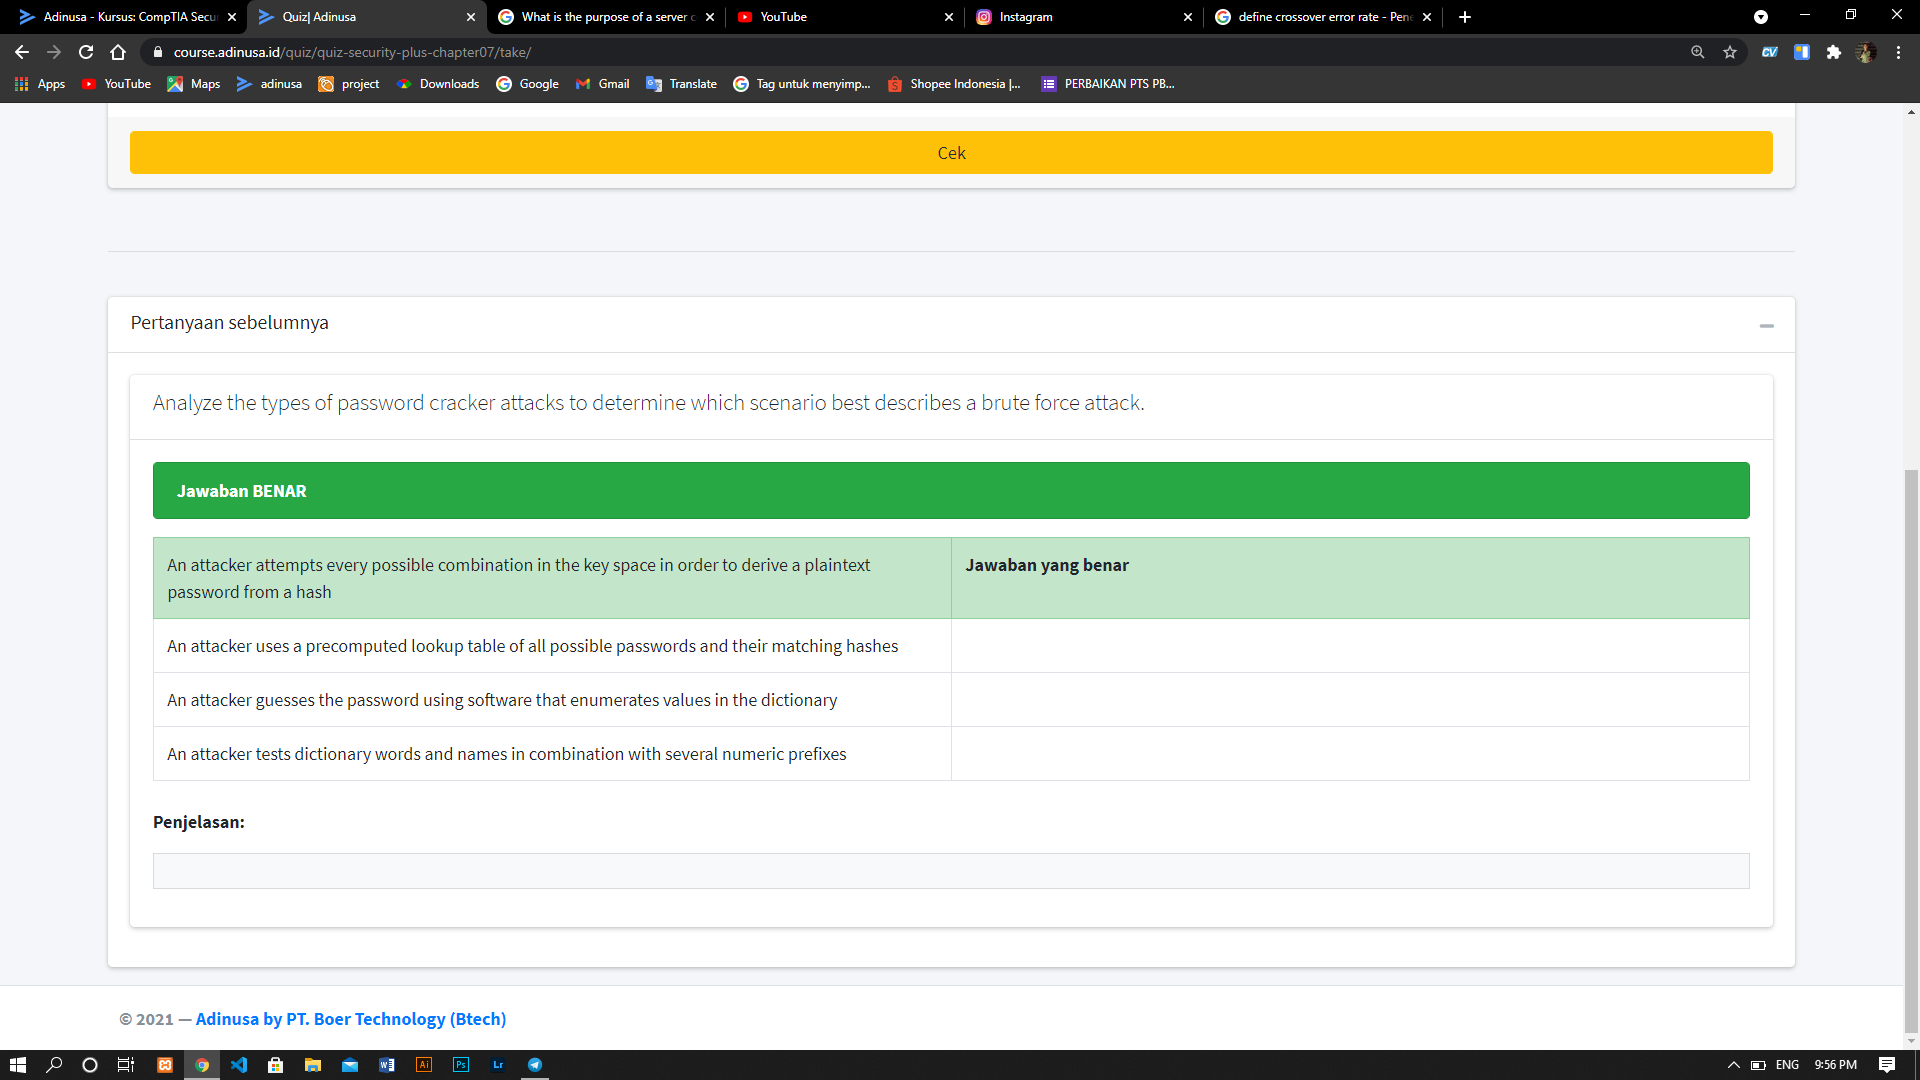 Adinusa - Kursus: CompTIA Secu
Quiz| Adinusa
What is the purpose of a server c
YouTube
Instagram
define crossover error rate - Pene
course.adinusa.id/quiz/quiz-security-plus-chapter07/take/
CV
Apps
YouTube
Maps
adinusa
project
Downloads
Google
Gmail
Translate
Tag untuk menyimp...
Shopee Indonesia |...
PERBAIKAN PTS PB...
Cek
Pertanyaan sebelumnya
Analyze the types of password cracker attacks to determine which scenario best describes a brute force attack.
Jawaban BENAR
An attacker attempts every possible combination in the key space in order to derive a plaintext
password from a hash
Jawaban yang benar
An attacker uses a precomputed lookup table of all possible passwords and their matching hashes
An attacker guesses the password using software that enumerates values in the dictionary
An attacker tests dictionary words and names in combination with several numeric prefixes
Penjelasan:
© 2021 — Adinusa by PT. Boer Technology (Btech)
Ai
Ps
Lr
ENG
9:56 PM